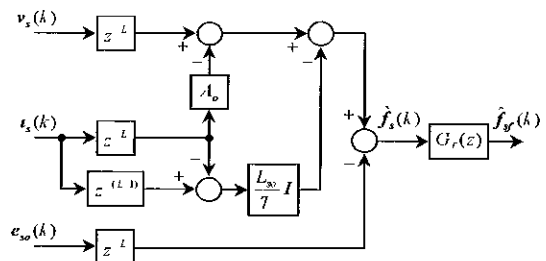 v_s(k)
z^-L
+
−
+
−
A_o
i_s(k)
z^-L
−
+
z^-(L-1)
L_so/T I
+
−
f̂_s(k)
G_r(z)
f̂_sf(k)
e_so(k)
z^-L